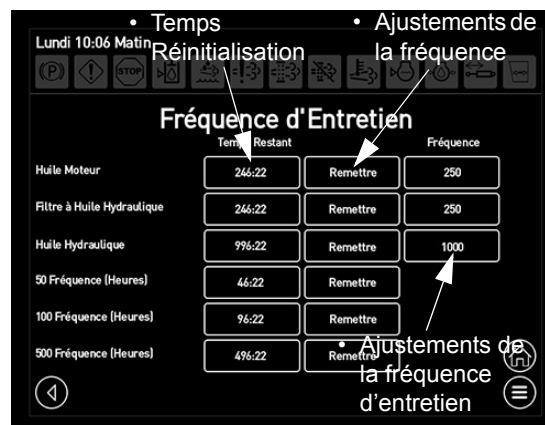 • Temps
Réinitialisation
• Ajustements de
la fréquence
Lundi 10:06 Matin
STOP
Fréquence d'Entretien
Temps Restant Fréquence
Huile Moteur 246:22 Remettre 250
Filtre à Huile Hydraulique 246:22 Remettre 250
Huile Hydraulique 996:22 Remettre 1000
50 Fréquence (Heures) 46:22 Remettre
100 Fréquence (Heures) 96:22 Remettre
500 Fréquence (Heures) 496:22 Remettre
• Ajustements de
la fréquence
d'entretien